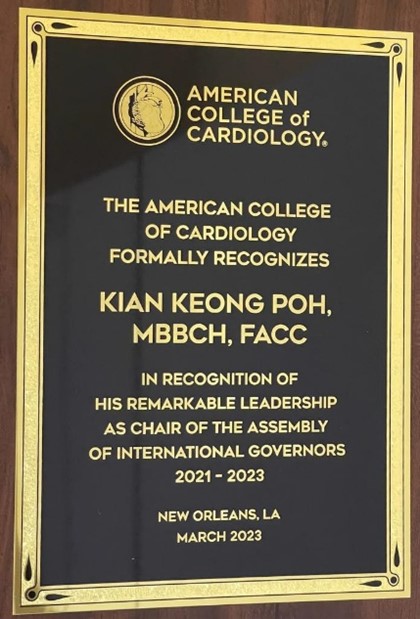 AMERICAN
COLLEGE of
CARDIOLOGY®
THE AMERICAN COLLEGE
OF CARDIOLOGY
FORMALLY RECOGNIZES
KIAN KEONG POH,
MBBCH, FACC
IN RECOGNITION OF
HIS REMARKABLE LEADERSHIP
AS CHAIR OF THE ASSEMBLY
OF INTERNATIONAL GOVERNORS
2021 - 2023
NEW ORLEANS, LA
MARCH 2023